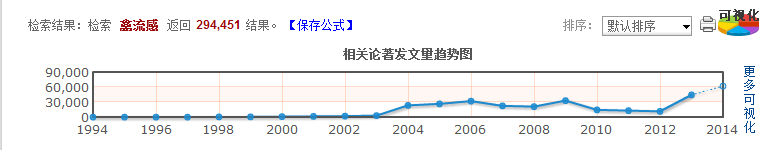 检索结果：检索 禽流感 返回 294,451 结果。【保存公式】 排序： 默认排序 可视化
相关论著发文量趋势图
90,000
60,000
30,000
0
1994 1996 1998 2000 2002 2004 2006 2008 2010 2012 2014
更多可视化